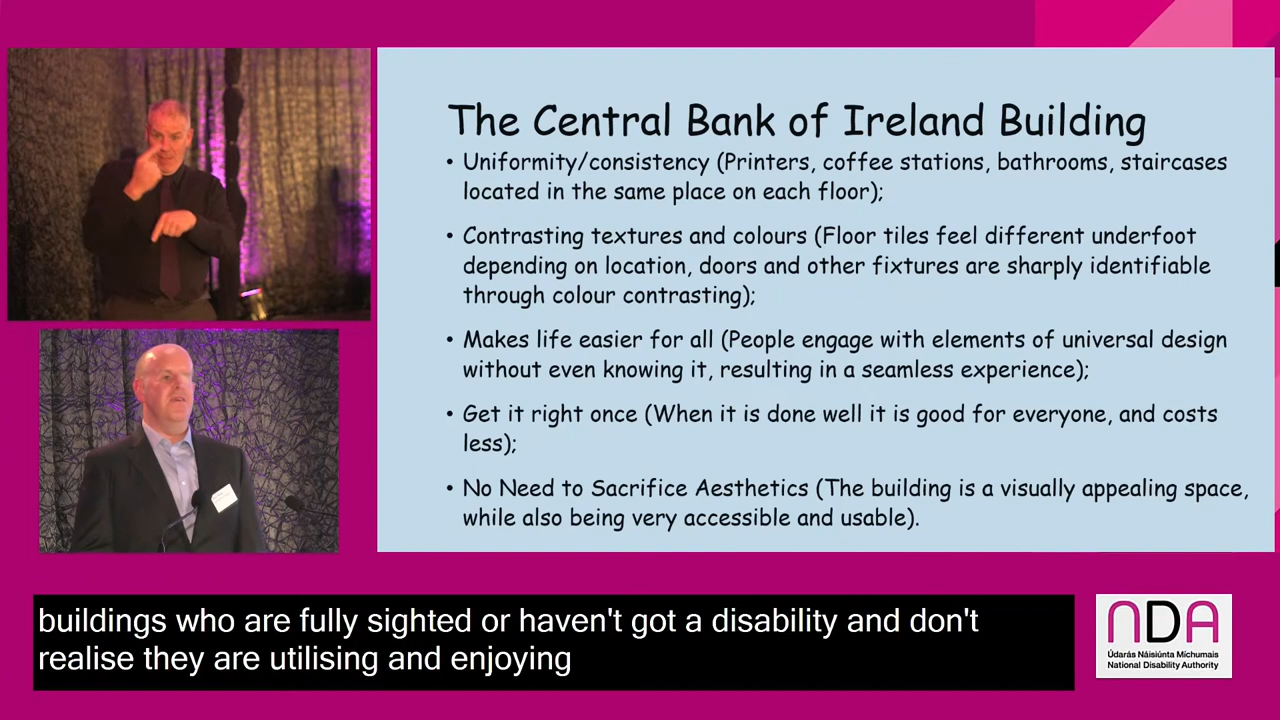 The Central Bank of Ireland Building
• Uniformity/consistency (Printers, coffee stations, bathrooms, staircases
located in the same place on each floor);
• Contrasting textures and colours (Floor tiles feel different underfoot
depending on location, doors and other fixtures are sharply identifiable
through colour contrasting);
• Makes life easier for all (People engage with elements of universal design
without even knowing it, resulting in a seamless experience);
• Get it right once (When it is done well it is good for everyone, and costs
less);
• No Need to Sacrifice Aesthetics (The building is a visually appealing space,
while also being very accessible and usable).
buildings who are fully sighted or haven't got a disability and don't
realise they are utilising and enjoying
NDA
Údarás Náisiúnta Míchumais
National Disability Authority